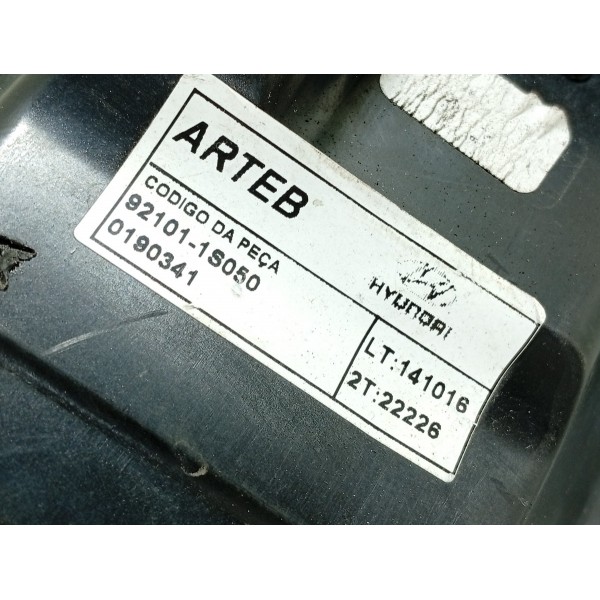 ARTEB
CODIGO DA PEÇA
92101-1S050
0190341
HYUNDAI
LT:141016
2T:22226